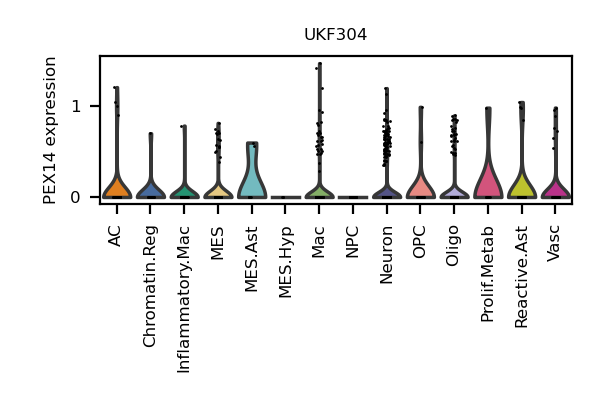 UKF304
PEX14 expression
1
0
AC
Chromatin.Reg
Inflammatory.Mac
MES
MES.Ast
MES.Hyp
Mac
NPC
Neuron
OPC
Oligo
Prolif.Metab
Reactive.Ast
Vasc